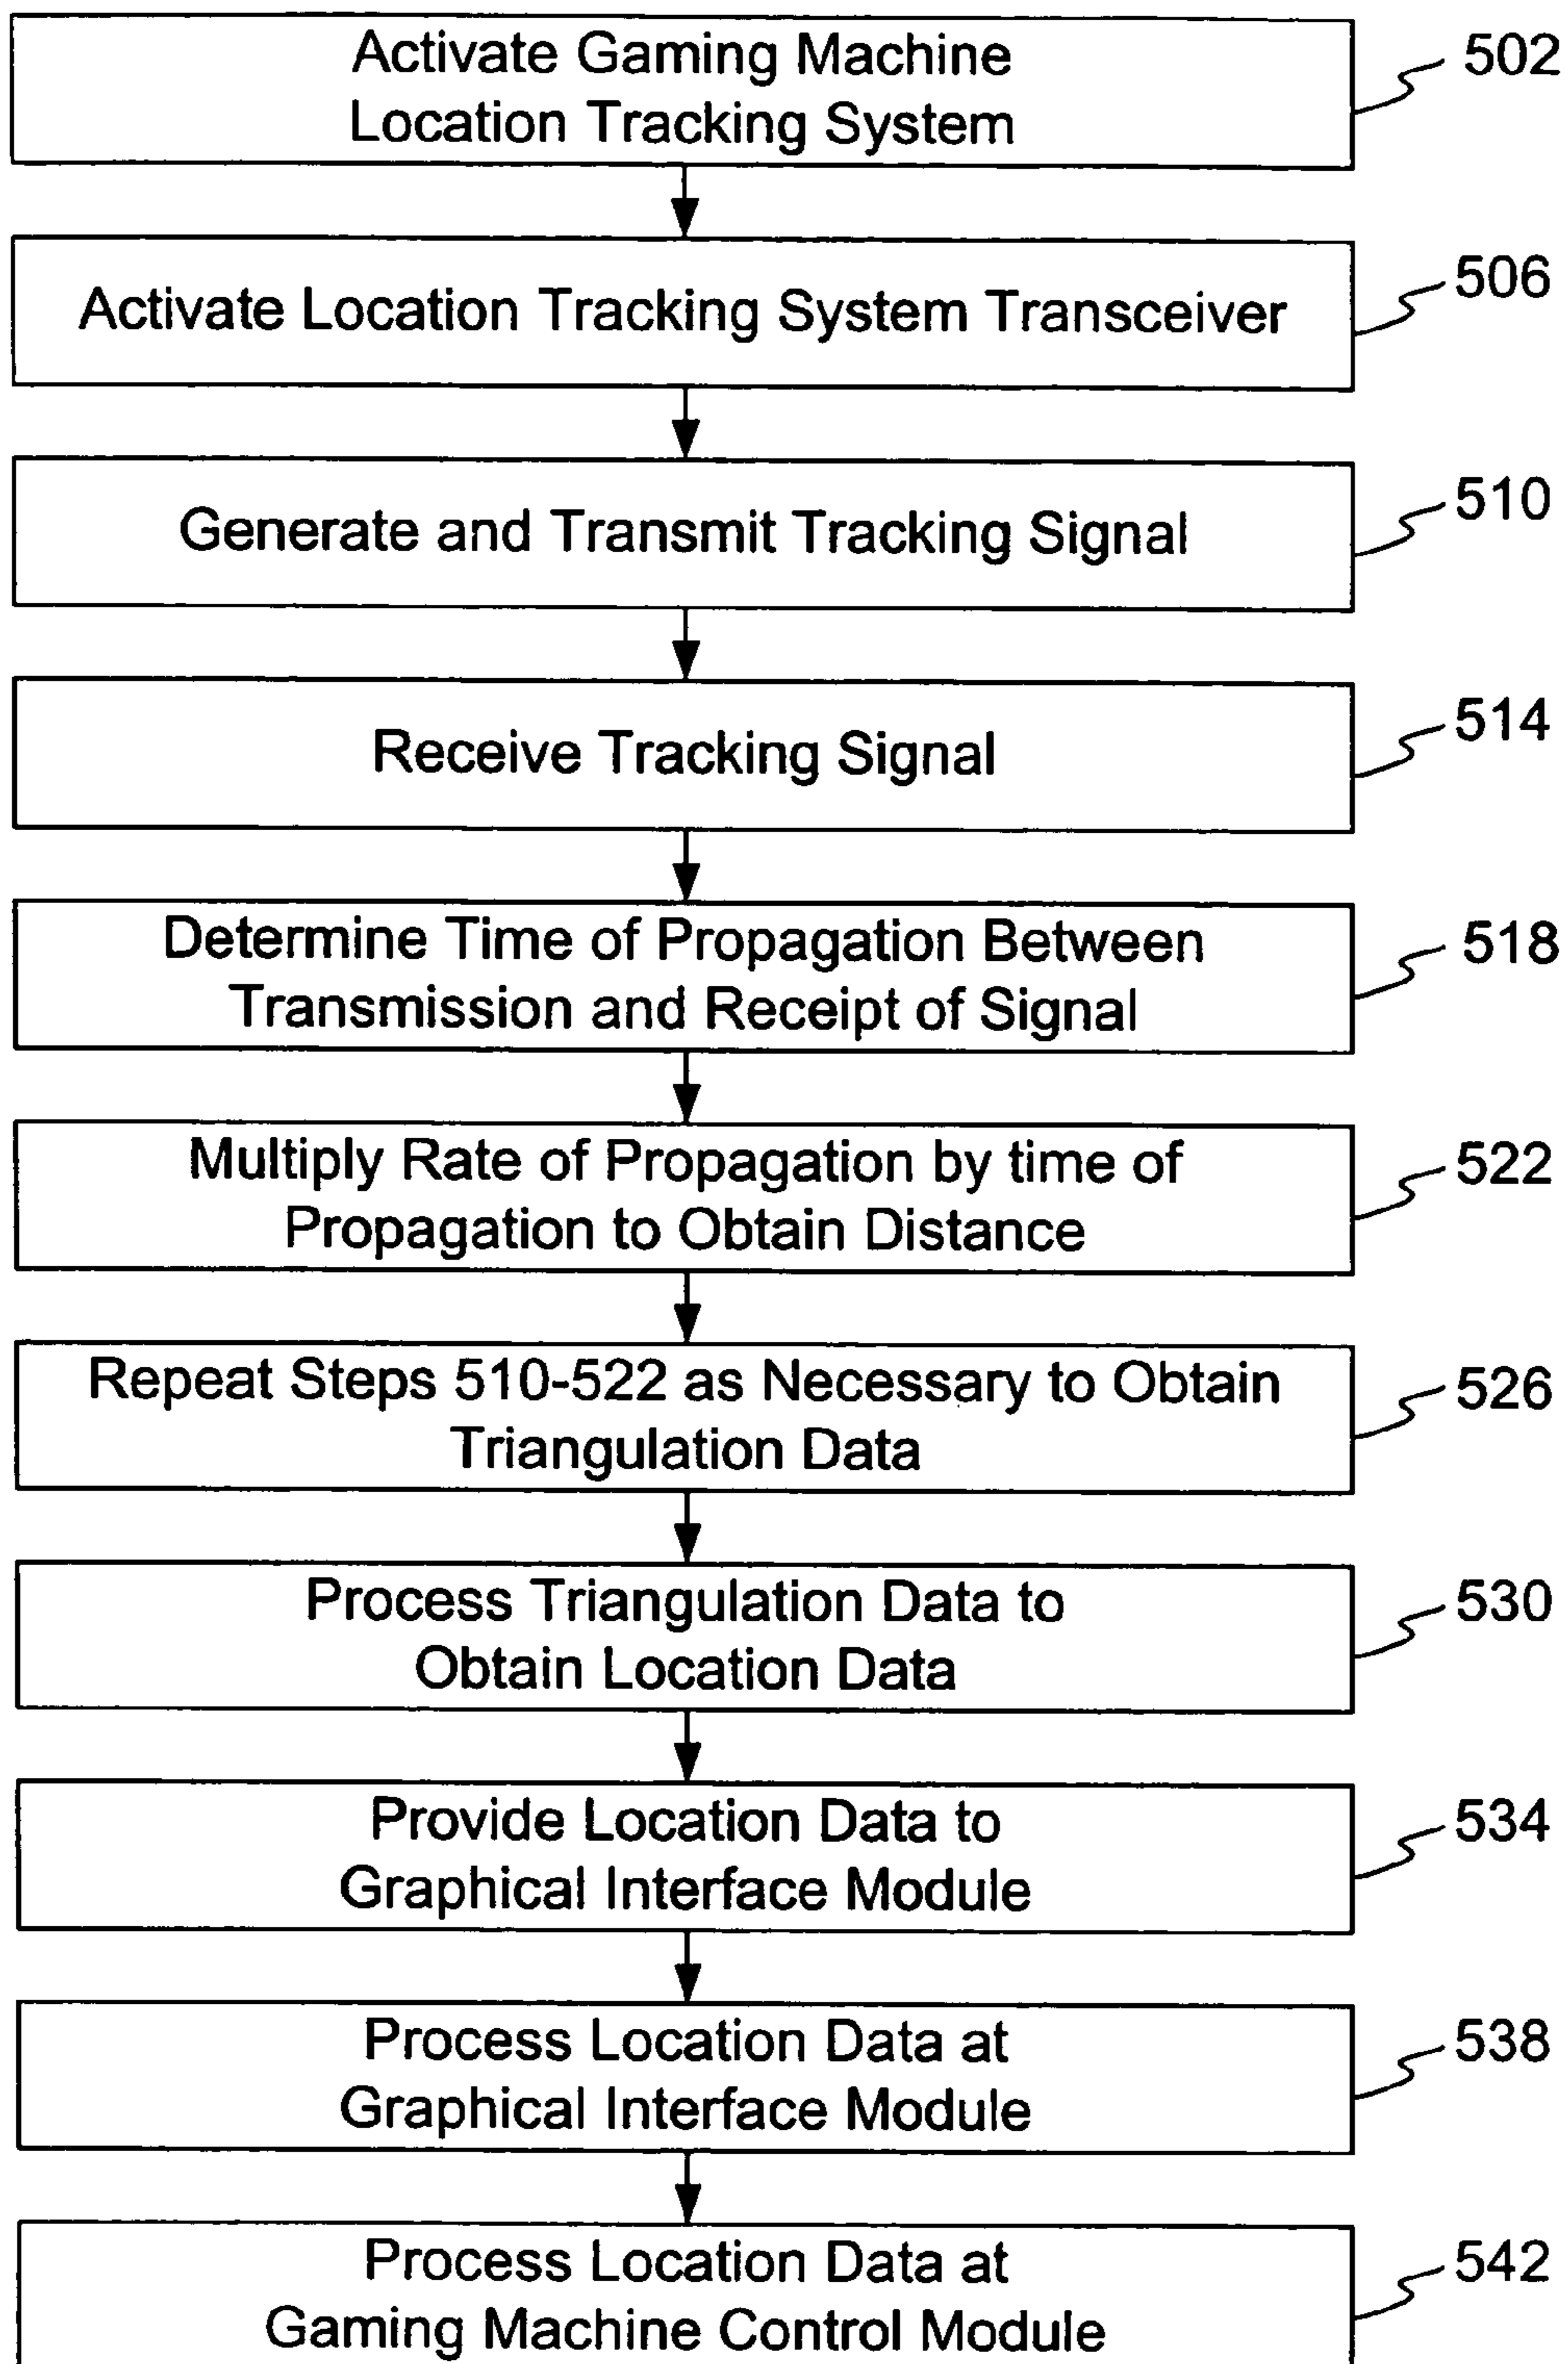 Activate Gaming Machine
Location Tracking System
502
Activate Location Tracking System Transceiver
506
Generate and Transmit Tracking Signal
510
Receive Tracking Signal
514
Determine Time of Propagation Between
Transmission and Receipt of Signal
518
Multiply Rate of Propagation by time of
Propagation to Obtain Distance
522
Repeat Steps 510-522 as Necessary to Obtain
Triangulation Data
526
Process Triangulation Data to
Obtain Location Data
530
Provide Location Data to
Graphical Interface Module
534
Process Location Data at
Graphical Interface Module
538
Process Location Data at
Gaming Machine Control Module
542